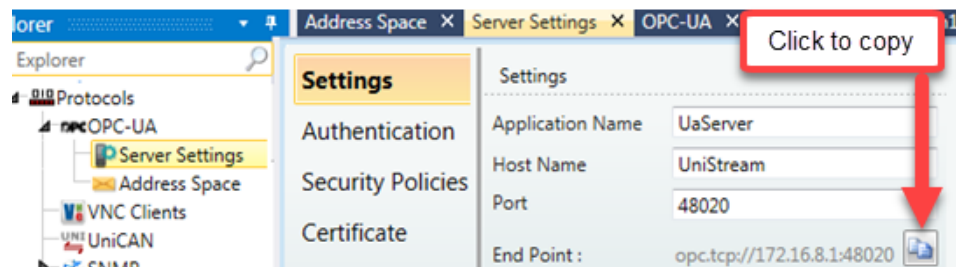 lorer
Address Space
Server Settings
OPC-UA
Click to copy
Explorer
Protocols
OPC-UA
Server Settings
Address Space
VNC Clients
UniCAN
SNMP
Settings
Authentication
Security Policies
Certificate
Settings
Application Name UaServer
Host Name UniStream
Port 48020
End Point : opc.tcp://172.16.8.1:48020